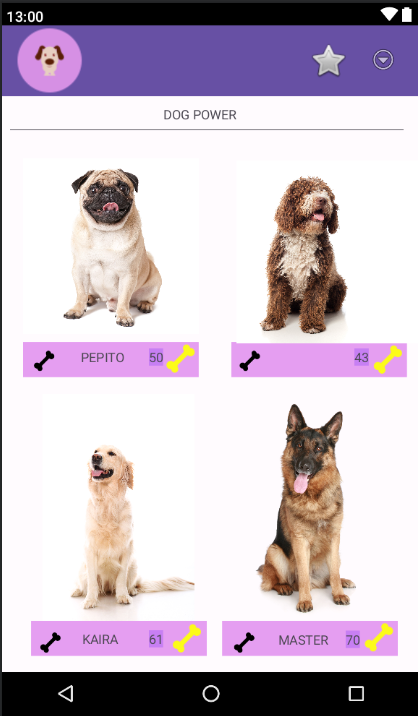 13:00
DOG POWER
PEPITO 50
43
KAIRA 61
MASTER 70